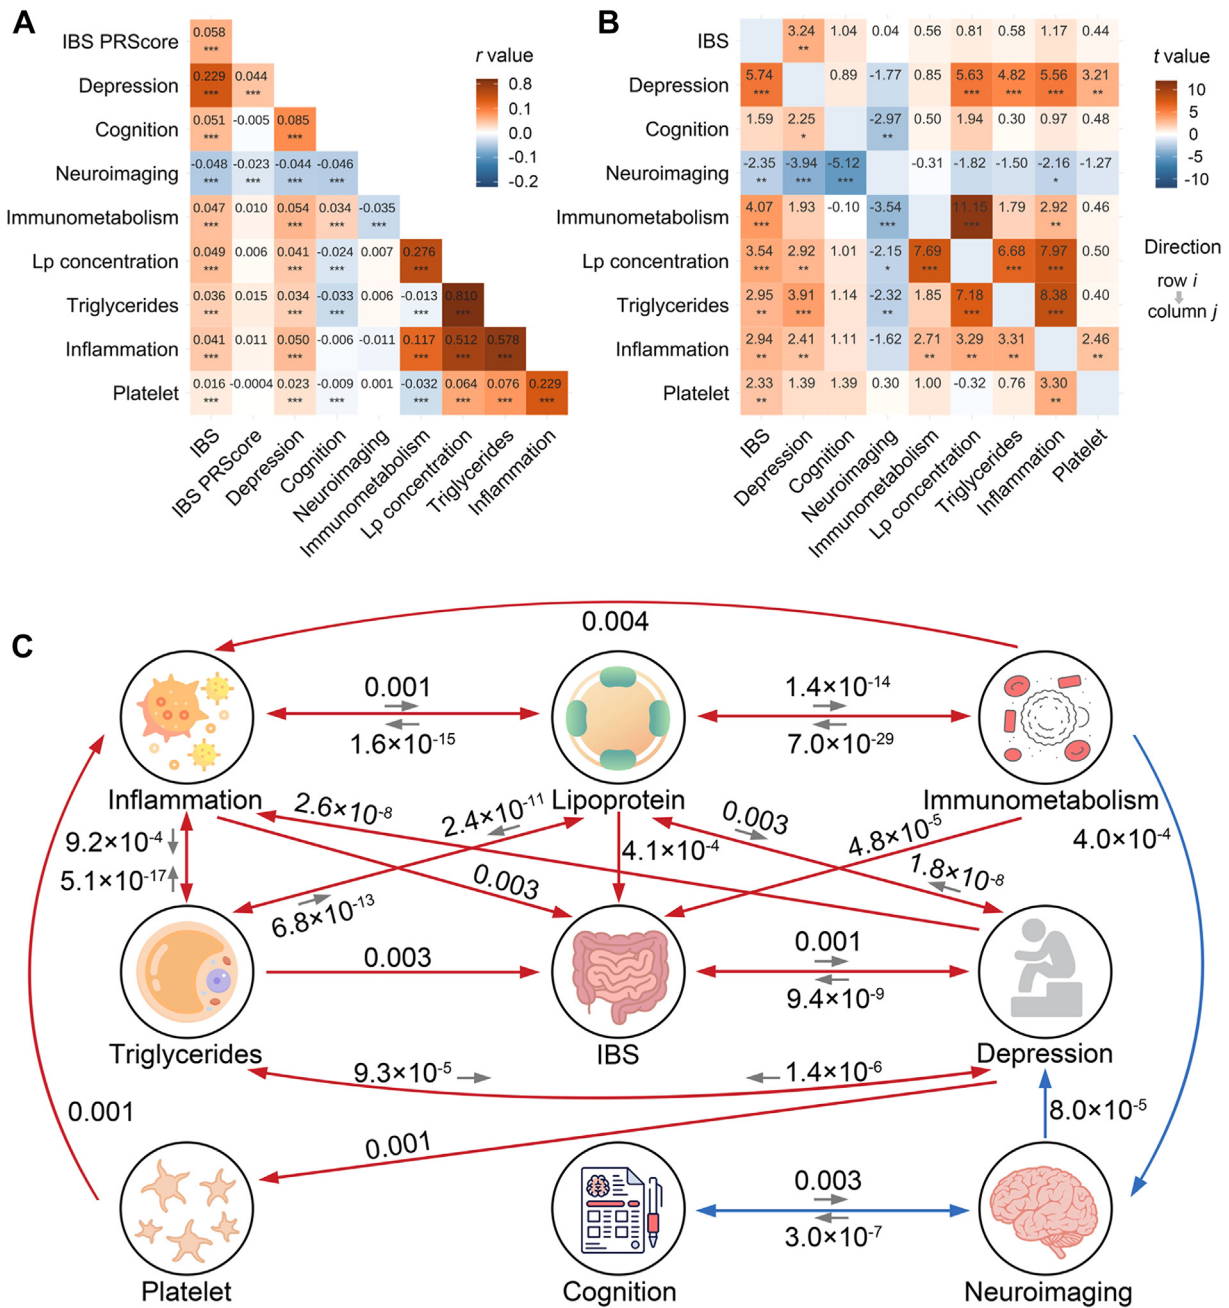 A
IBS PRScore 0.058
***
Depression 0.229 0.044
*** ***
Cognition 0.051 -0.005 0.085
*** ***
Neuroimaging -0.048 -0.023 -0.044 -0.046
*** *** *** ***
Immunometabolism 0.047 0.010 0.054 0.034 -0.035
*** *** *** ***
Lp concentration 0.049 0.006 0.041 -0.024 0.007 0.276
*** *** *** ***
Triglycerides 0.036 0.015 0.034 -0.033 0.006 -0.013 0.810
*** *** *** *** ***
Inflammation 0.041 0.011 0.050 -0.006 -0.011 0.117 0.512 0.578
*** *** *** *** ***
Platelet 0.016 -0.0004 0.023 -0.009 0.001 -0.032 0.064 0.076 0.229
*** *** *** *** *** *** ***
IBS
IBS PRScore
Depression
Cognition
Neuroimaging
Immunometabolism
Lp concentration
Triglycerides
Inflammation
r value
0.8
0.1
0.0
-0.1
-0.2
B
IBS 3.24 1.04 0.04 0.56 0.81 0.58 1.17 0.44
**
Depression 5.74 0.89 -1.77 0.85 5.63 4.82 5.56 3.21
*** *** *** *** **
Cognition 1.59 2.25 -2.97 0.50 1.94 0.30 0.97 0.48
* **
Neuroimaging -2.35 -3.94 -5.12 -0.31 -1.82 -1.50 -2.16 -1.27
** *** *** *
Immunometabolism 4.07 1.93 -0.10 -3.54 11.15 1.79 2.92 0.46
*** *** *** **
Lp concentration 3.54 2.92 1.01 -2.15 7.69 6.68 7.97 0.50
*** ** * *** *** ***
Triglycerides 2.95 3.91 1.14 -2.32 1.85 7.18 8.38 0.40
** *** ** *** ***
Inflammation 2.94 2.41 1.11 -1.62 2.71 3.29 3.31 2.46
** ** ** ** ** **
Platelet 2.33 1.39 1.39 0.30 1.00 -0.32 0.76 3.30
** **
IBS
Depression
Cognition
Neuroimaging
Immunometabolism
Lp concentration
Triglycerides
Inflammation
Platelet
t value
10
5
0
-5
-10
Direction
row i
column j
C
0.004
0.001
1.6×10-15
1.4×10-14
7.0×10-29
Inflammation
Lipoprotein
Immunometabolism
9.2×10-4
5.1×10-17
2.6×10-8
2.4×10-11
6.8×10-13
0.003
4.1×10-4
0.003
1.8×10-8
4.8×10-5
4.0×10-4
0.003
0.001
9.4×10-9
Triglycerides
IBS
Depression
9.3×10-5
1.4×10-6
0.001
0.001
8.0×10-5
0.003
3.0×10-7
Platelet
Cognition
Neuroimaging